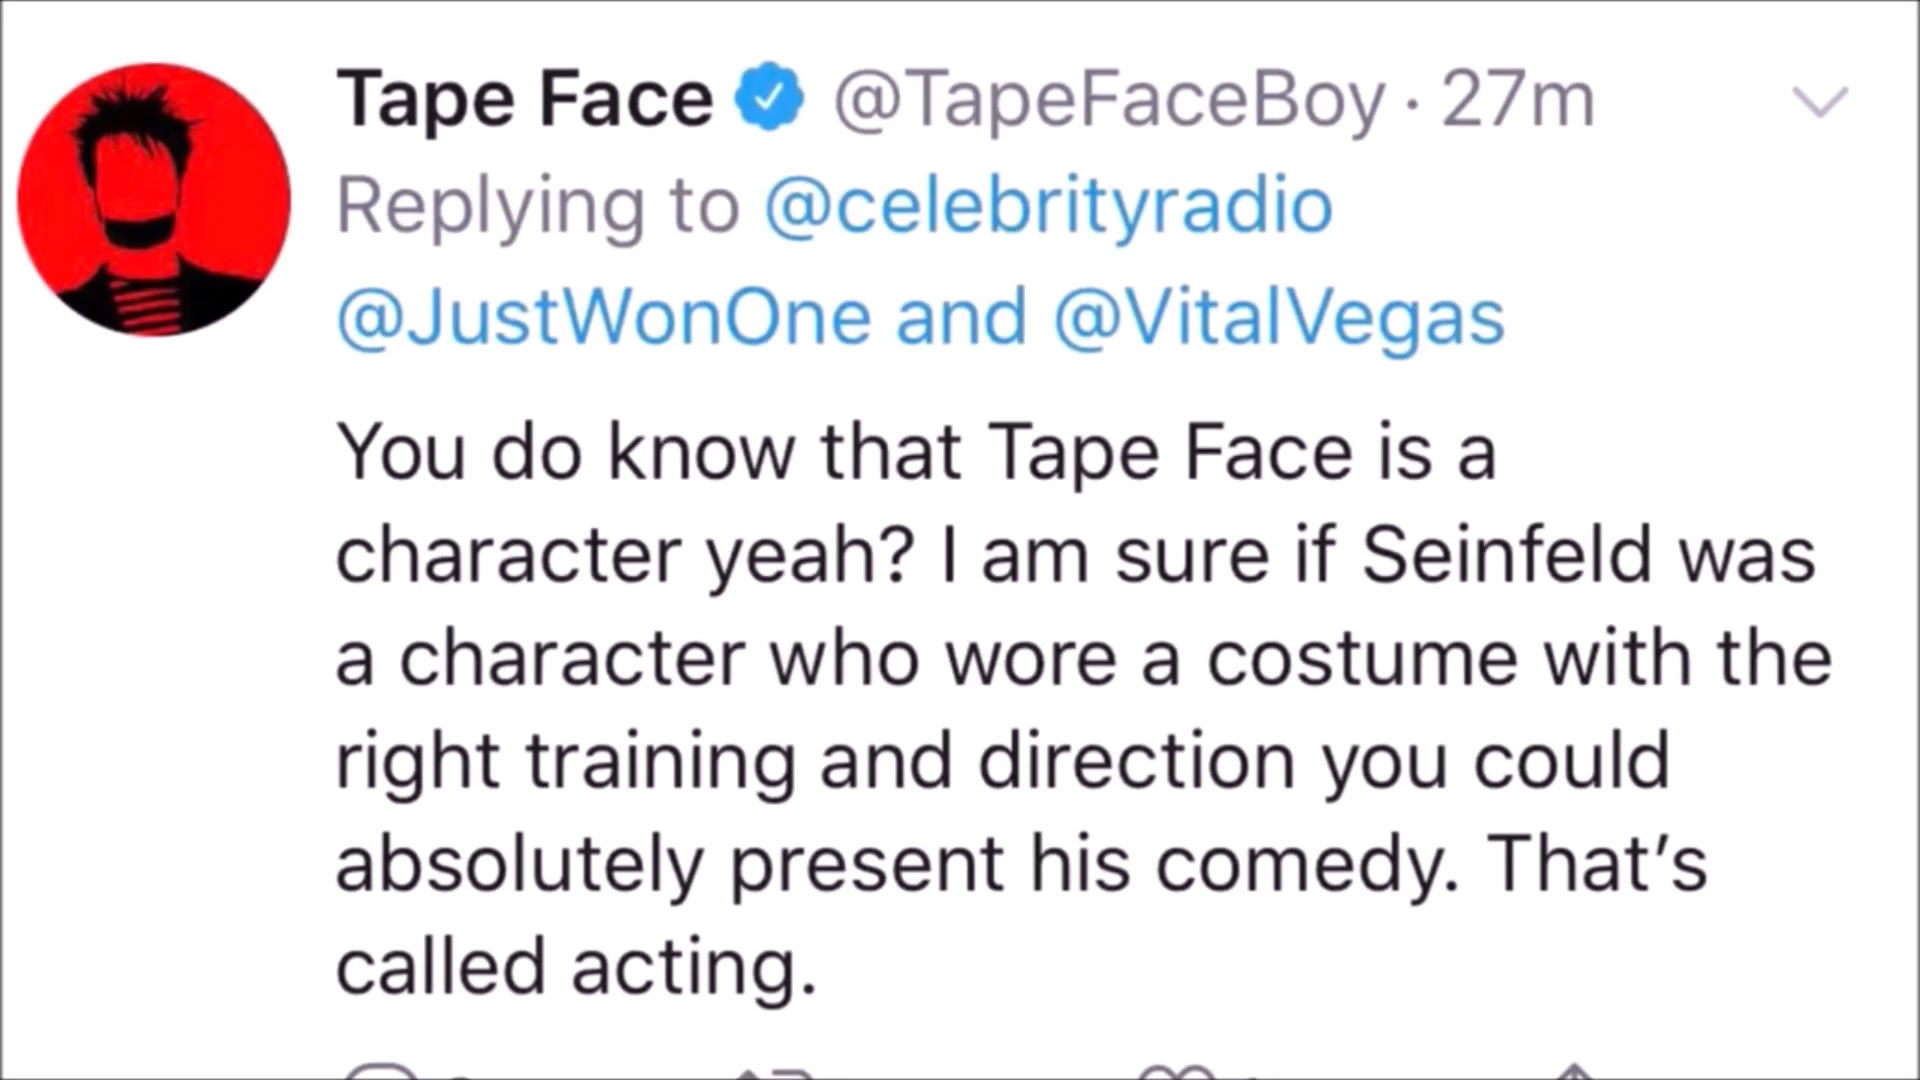 Tape Face @TapeFaceBoy · 27m
Replying to @celebrityradio
@JustWonOne and @VitalVegas
You do know that Tape Face is a
character yeah? I am sure if Seinfeld was
a character who wore a costume with the
right training and direction you could
absolutely present his comedy. That’s
called acting.